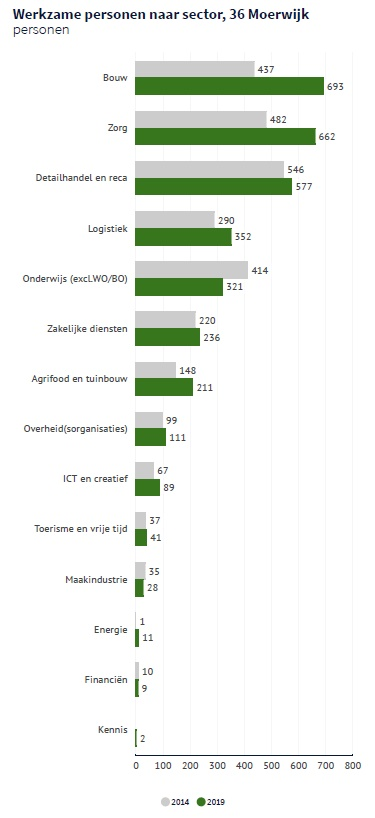 Werkzame personen naar sector, 36 Moerwijk
personen
Bouw
437
693
Zorg
482
662
Detailhandel en reca
546
577
Logistiek
290
352
Onderwijs (excLWO/BO)
414
321
Zakelijke diensten
220
236
Agrifood en tuinbouw
148
211
Overheid(sorganisaties)
99
111
ICT en creatief
67
89
Toerisme en vrije tijd
37
41
Maakindustrie
35
28
Energie
1
11
Financiën
10
9
Kennis
2
0 100 200 300 400 500 600 700 800
2014 2019